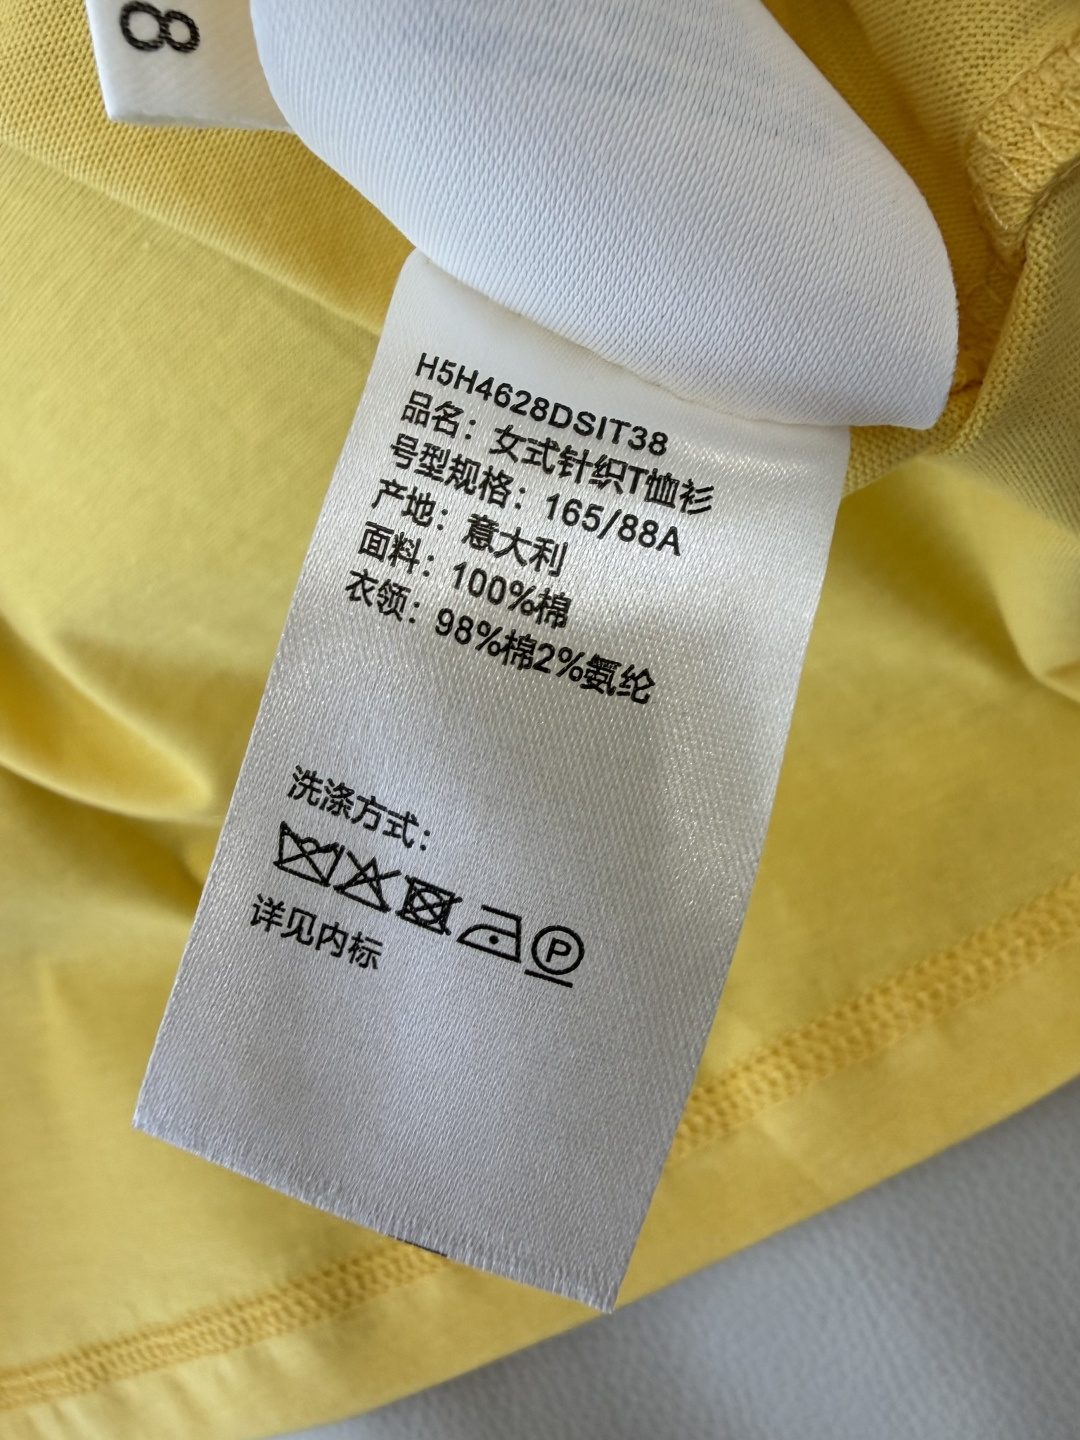 8
H5H4628DSIT38
品名：女式针织T恤衫
号型规格：165/88A
产地：意大利
面料：100%棉
衣领：98%棉2%氨纶
洗涤方式：
P
详见内标